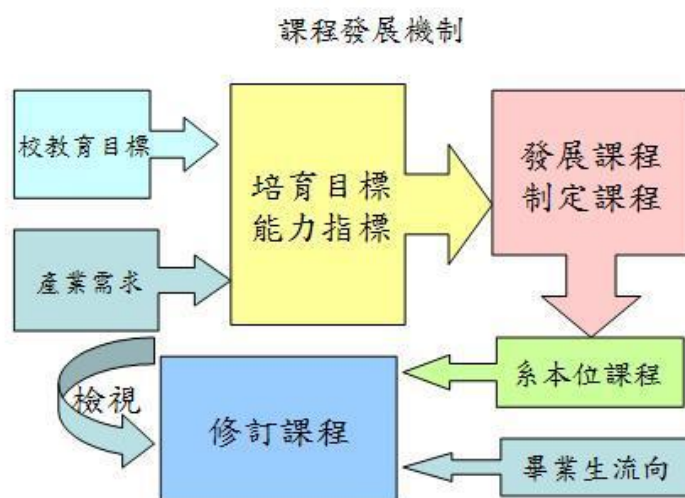 課程發展機制
校教育目標
培育目標
能力指標
發展課程
制定課程
產業需求
系本位課程
檢視
修訂課程
畢業生流向